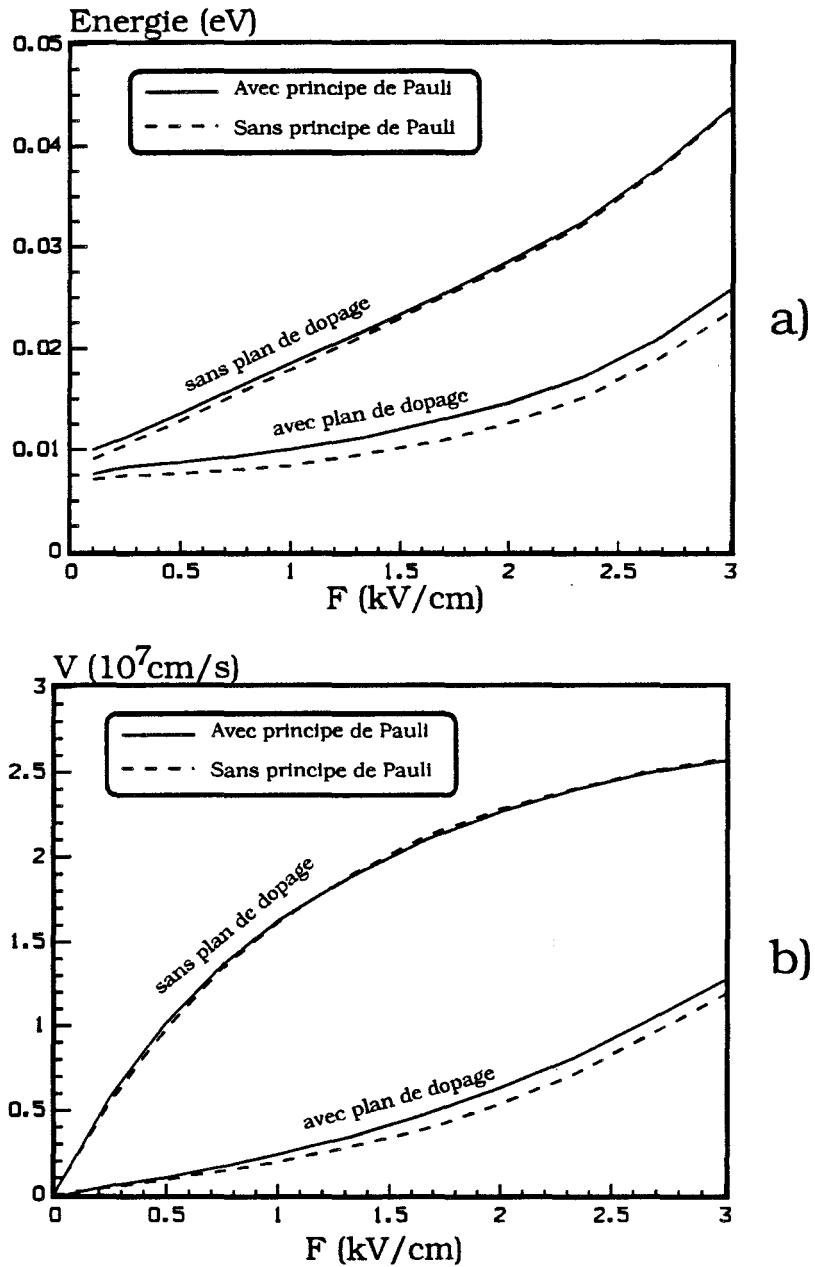 Energie (eV)
0.05
Avec principe de Pauli
Sans principe de Pauli
0.04
0.03
sans plan de dopage
0.02
avec plan de dopage
0.01
0
0 0.5 1 1.5 2 2.5 3
F (kV/cm)
a)
V (10⁷cm/s)
3
Avec principe de Pauli
Sans principe de Pauli
2.5
2
sans plan de dopage
1.5
1
avec plan de dopage
0.5
0
0 0.5 1 1.5 2 2.5 3
F (kV/cm)
b)